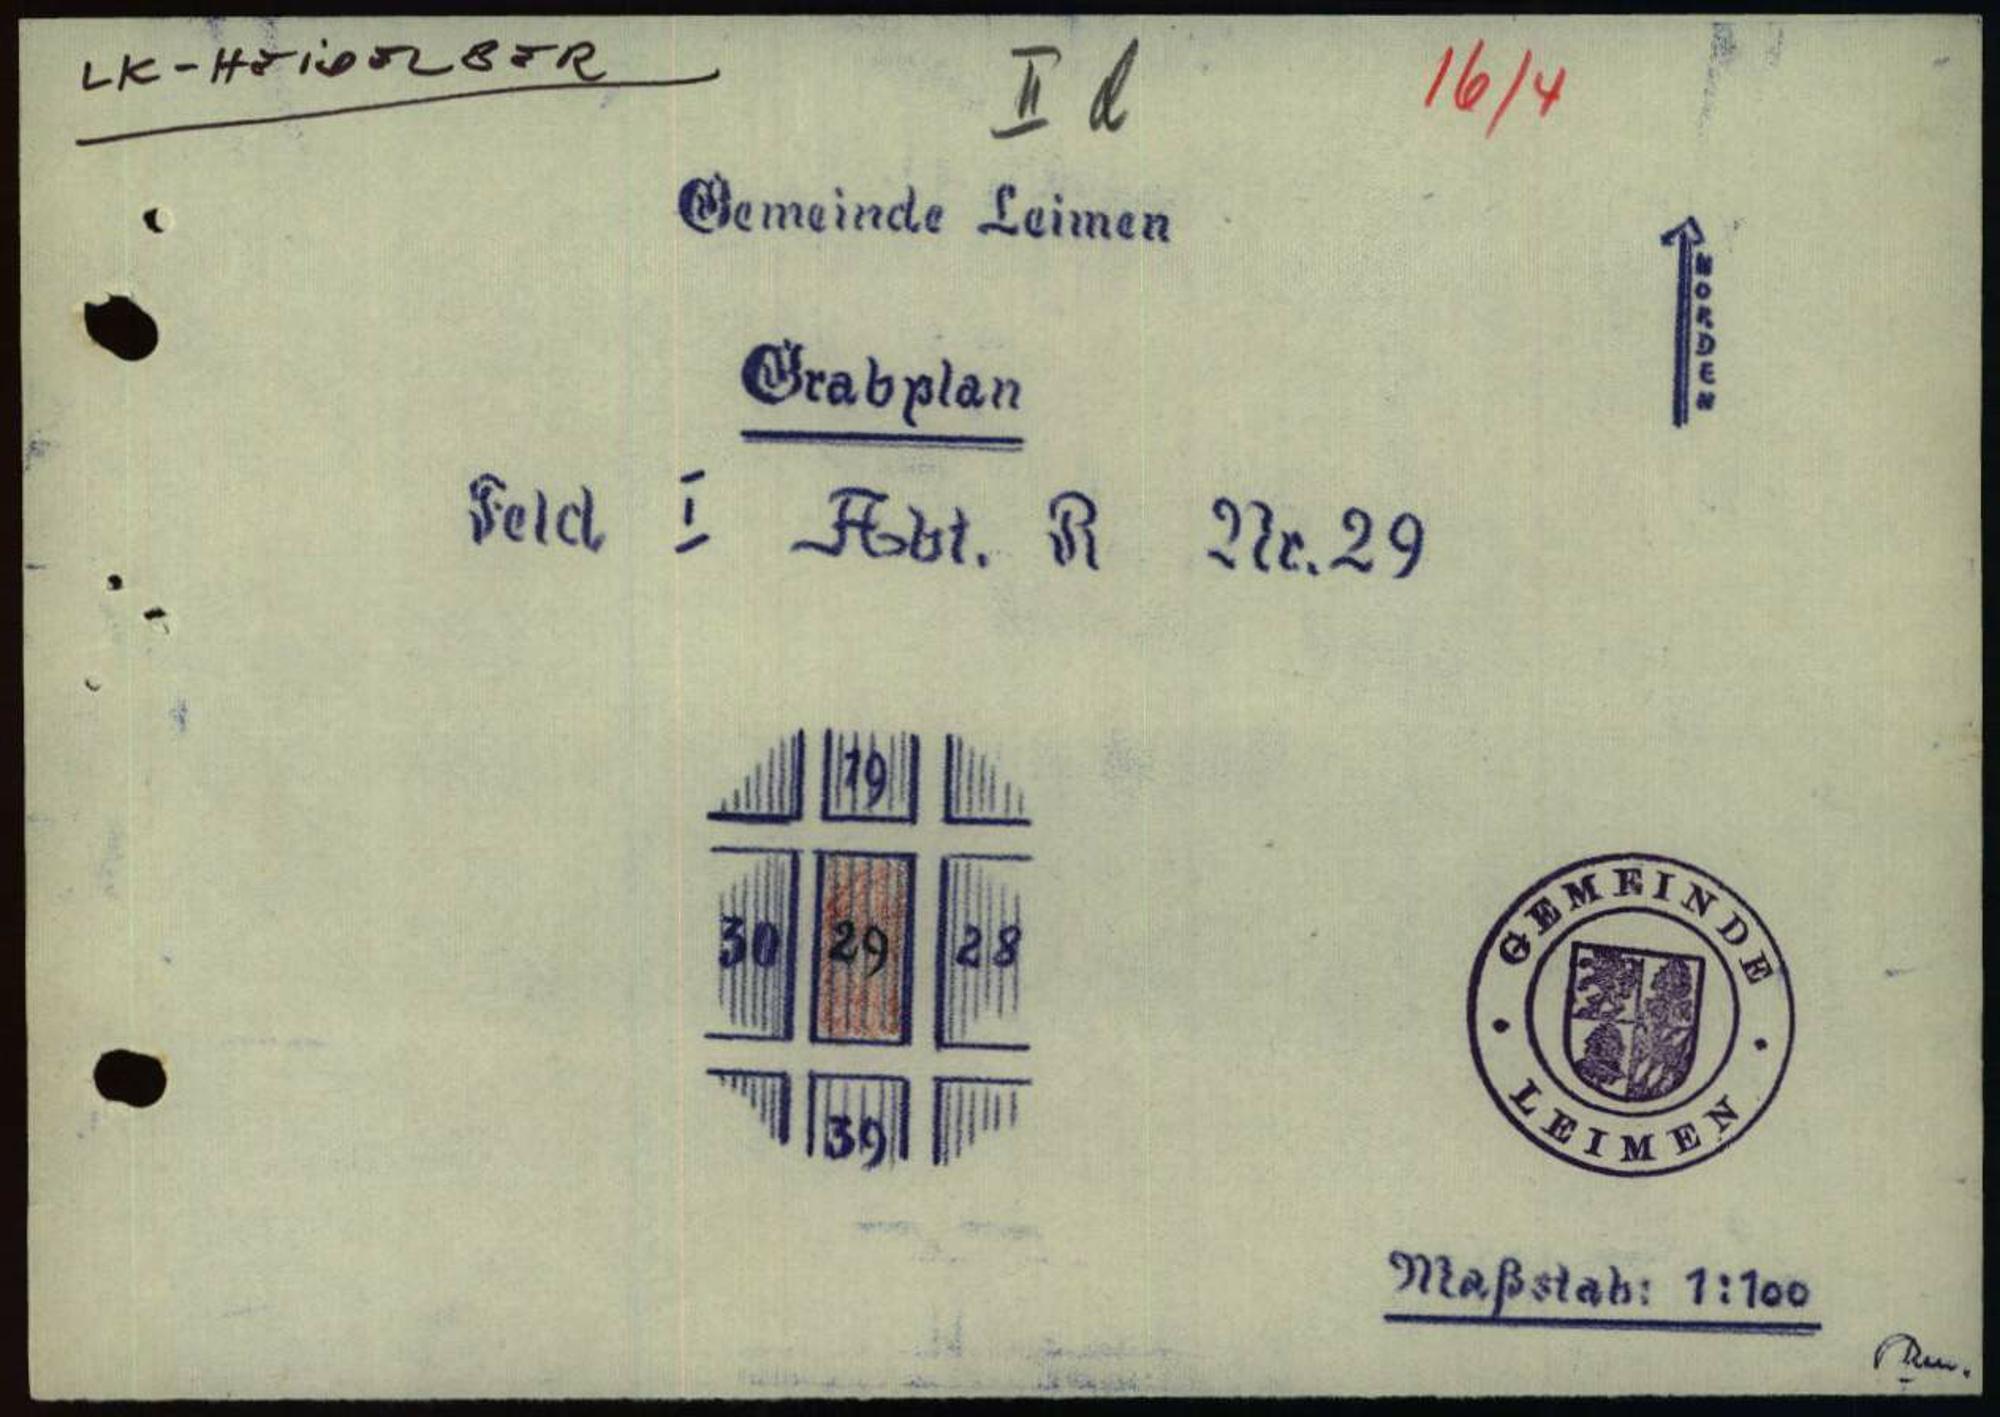 LK-HEIDELBER
II d
16/4
Gemeinde Leimen
NORDEN
Grabplan
Feld I Abt. R Nr. 29
19
30 29 28
39
GEMEINDE
LEIMEN
Maßstab: 1:100